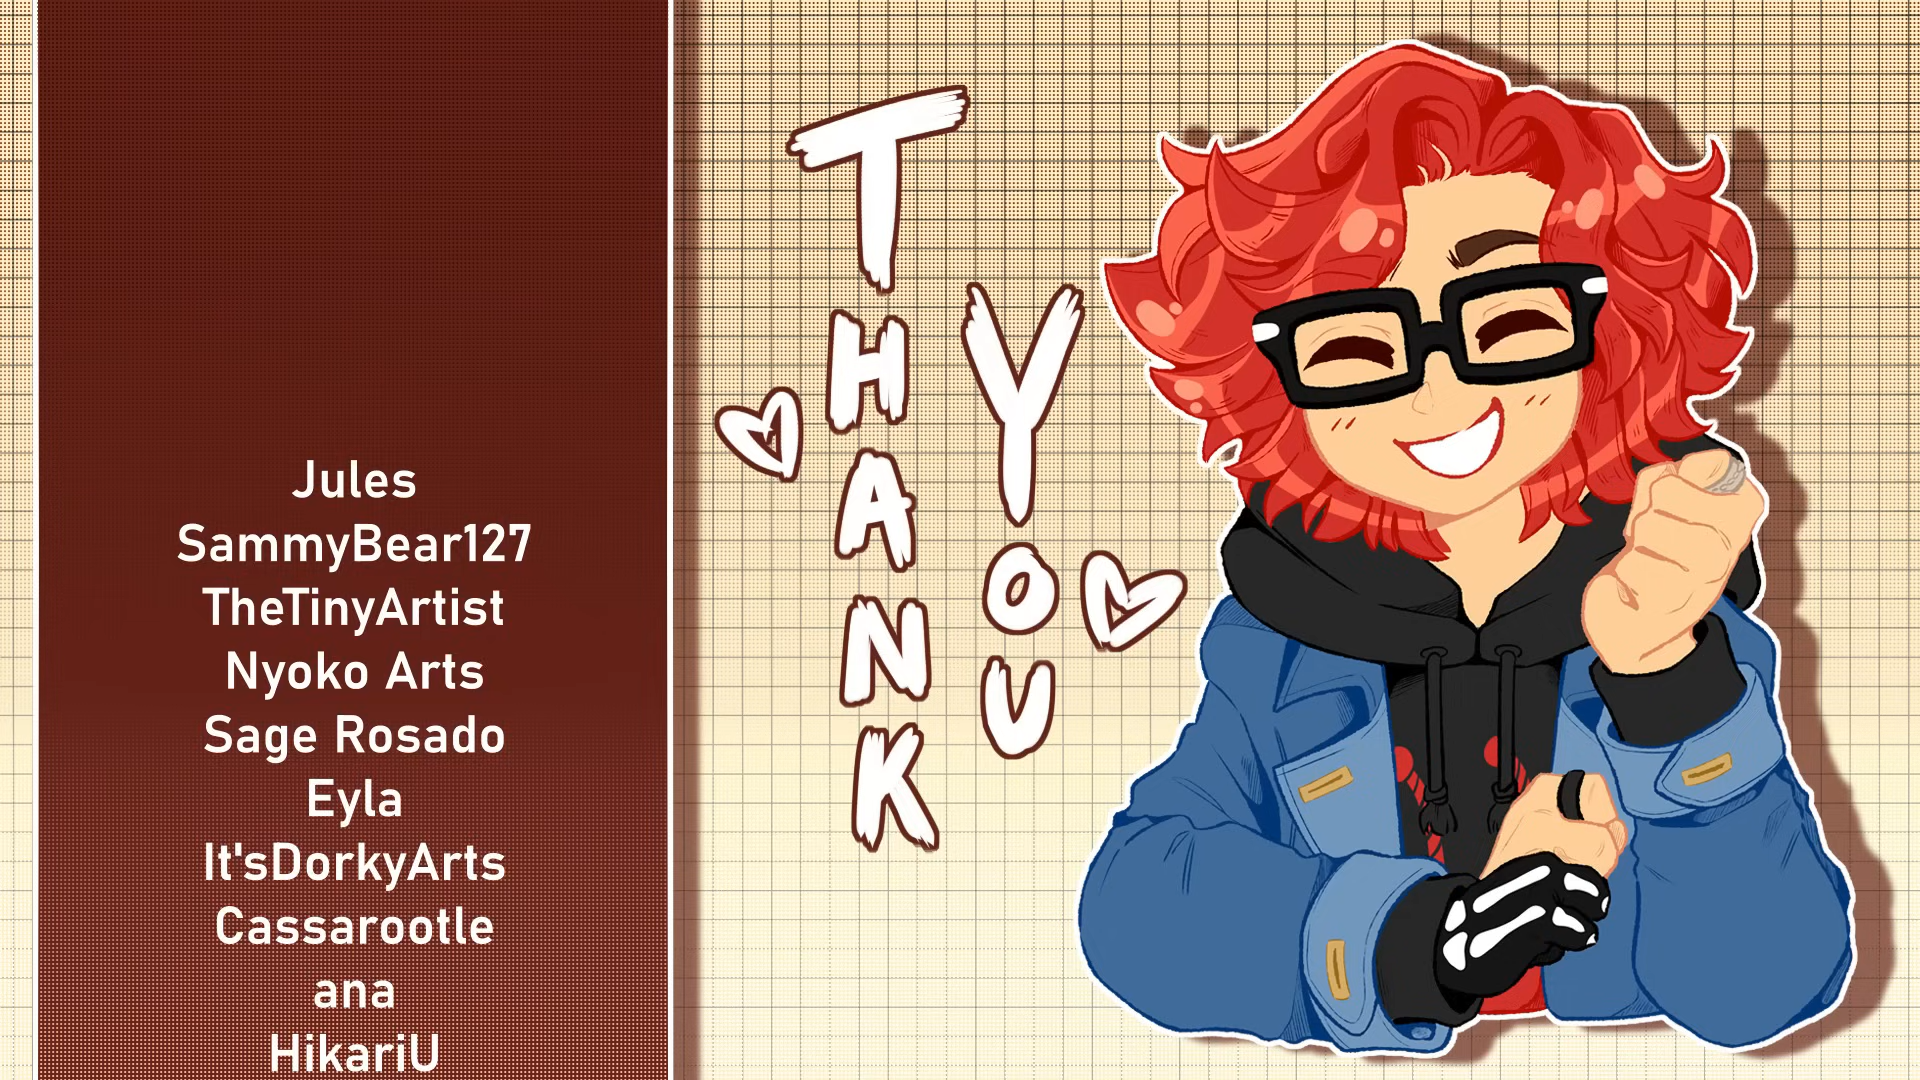 Jules
SammyBear127
TheTinyArtist
Nyoko Arts
Sage Rosado
Eyla
It'sDorkyArts
Cassarootle
ana
HikariU
THANK
YOU